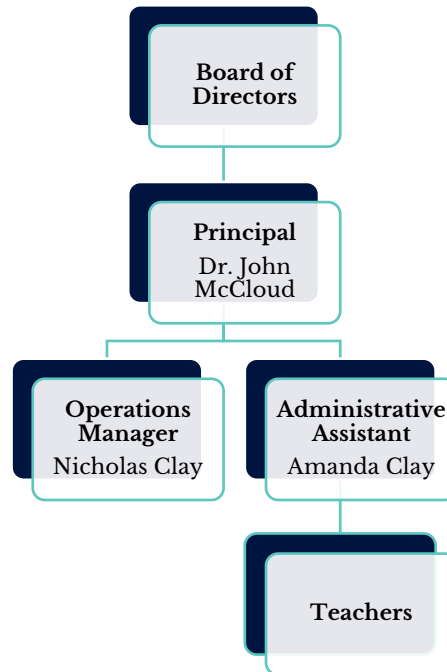 Board of
Directors
Principal
Dr. John
McCloud
Operations
Manager
Nicholas Clay
Administrative
Assistant
Amanda Clay
Teachers